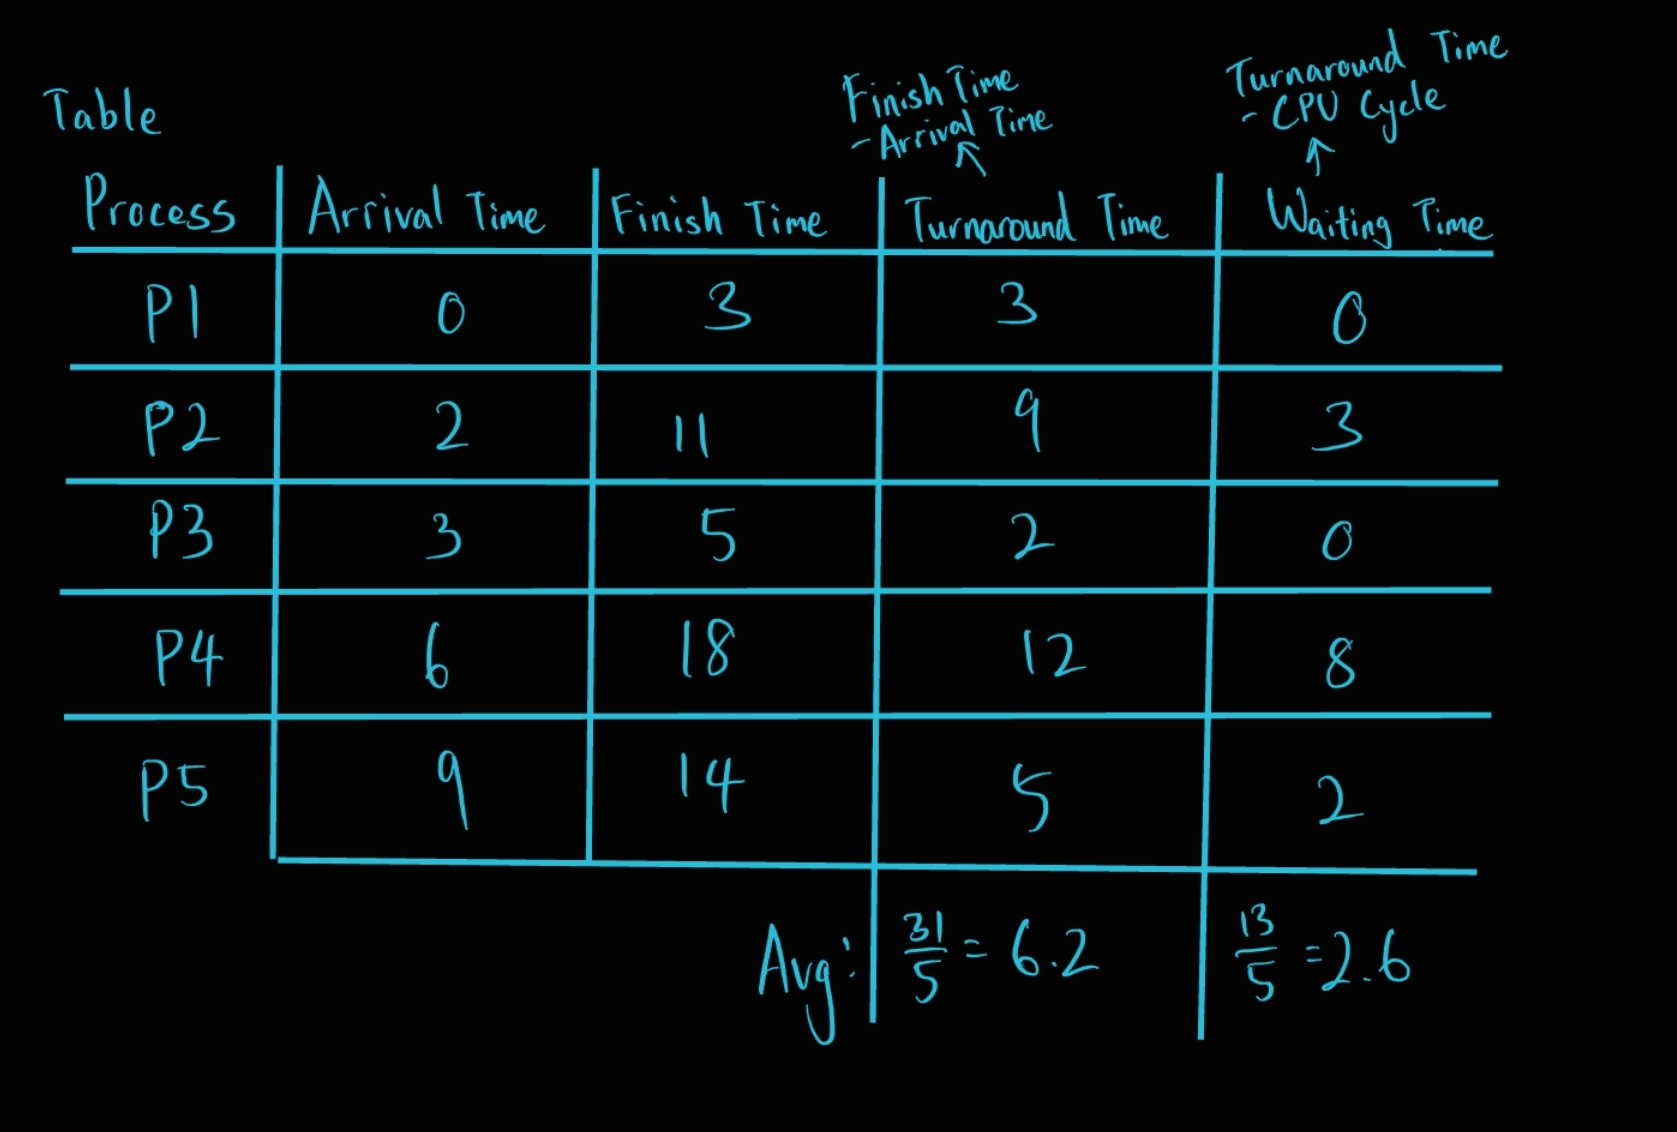 Table
Finish Time
- Arrival Time
Turnaround Time
- CPU Cycle
Process Arrival Time Finish Time Turnaround Time Waiting Time
P1 0 3 3 0
P2 2 11 9 3
P3 3 5 2 0
P4 6 18 12 8
P5 9 14 5 2
Avg: 31/5 = 6.2 13/5 = 2.6